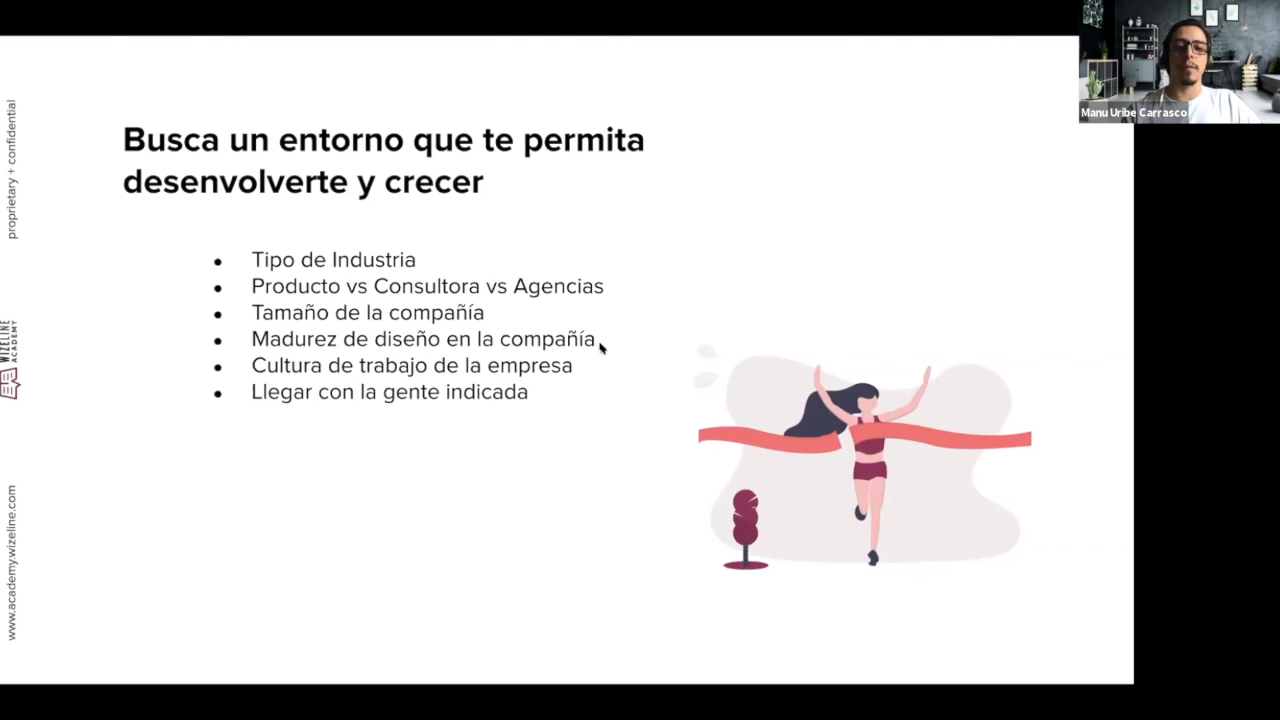 Busca un entorno que te permita
desenvolverte y crecer
• Tipo de Industria
• Producto vs Consultora vs Agencias
• Tamaño de la compañía
• Madurez de diseño en la compañía
• Cultura de trabajo de la empresa
• Llegar con la gente indicada
proprietary + confidential
WIZELINE
ACADEMY
www.academy.wizeline.com
Manu Uribe Carrasco